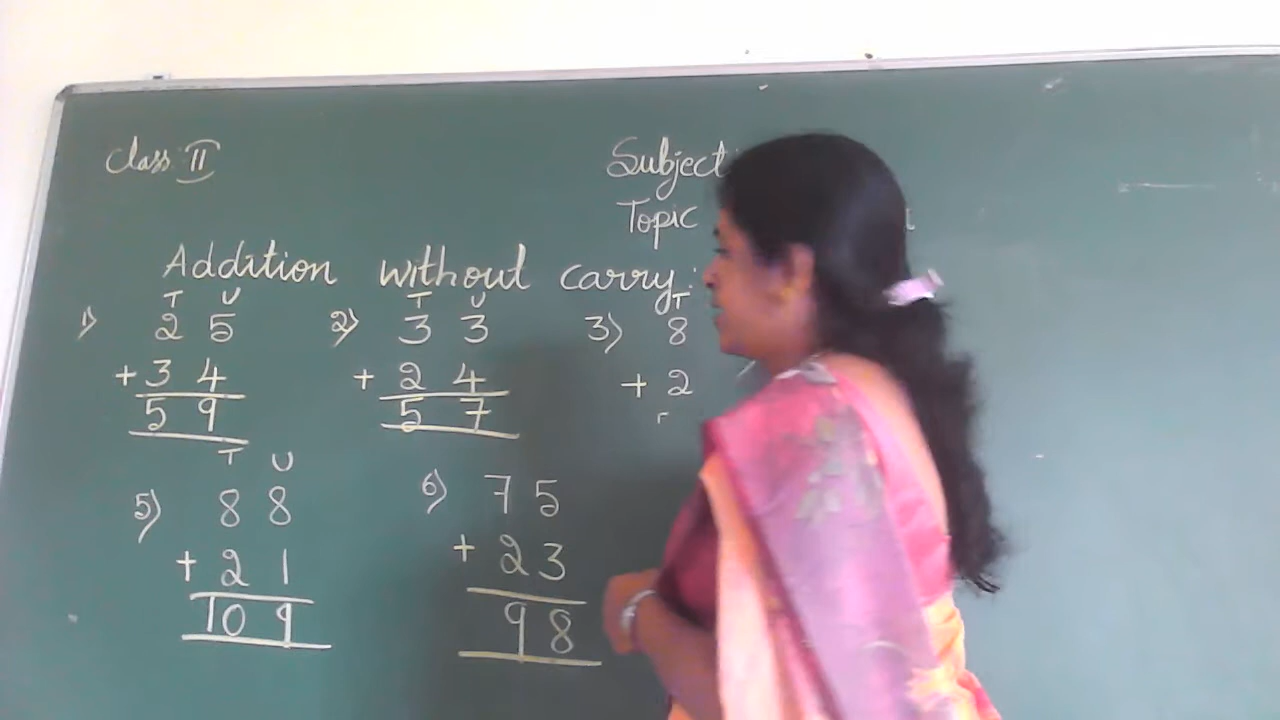 Class: II Subject:
Topic
Addition without carry:
T U T U T
1) 2 5 2) 3 3 3) 8
+ 3 4 + 2 4 + 2
5 9 5 7
T U
5) 8 8 6) 7 5
+ 2 1 + 2 3
10 9 9 8